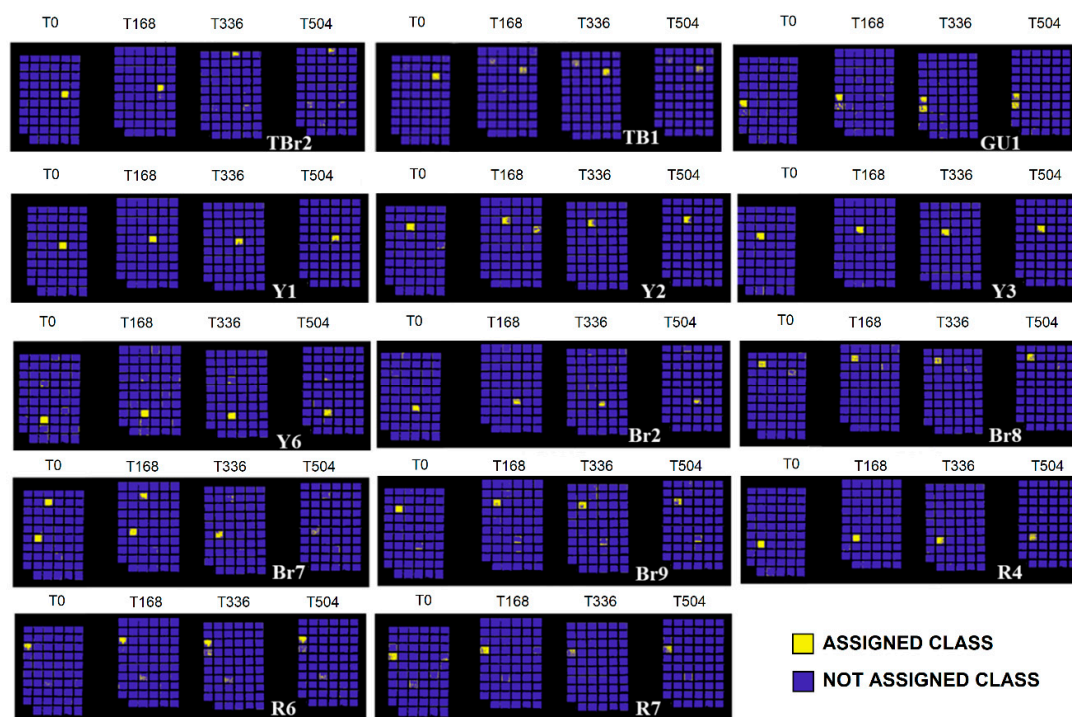 T0 T168 T336 T504 T0 T168 T336 T504 T0 T168 T336 T504
TBr2 TB1 GU1
T0 T168 T336 T504 T0 T168 T336 T504 T0 T168 T336 T504
Y1 Y2 Y3
T0 T168 T336 T504 T0 T168 T336 T504 T0 T168 T336 T504
Y6 Br2 Br8
T0 T168 T336 T504 T0 T168 T336 T504 T0 T168 T336 T504
Br7 Br9 R4
T0 T168 T336 T504 T0 T168 T336 T504
R6 R7
ASSIGNED CLASS
NOT ASSIGNED CLASS